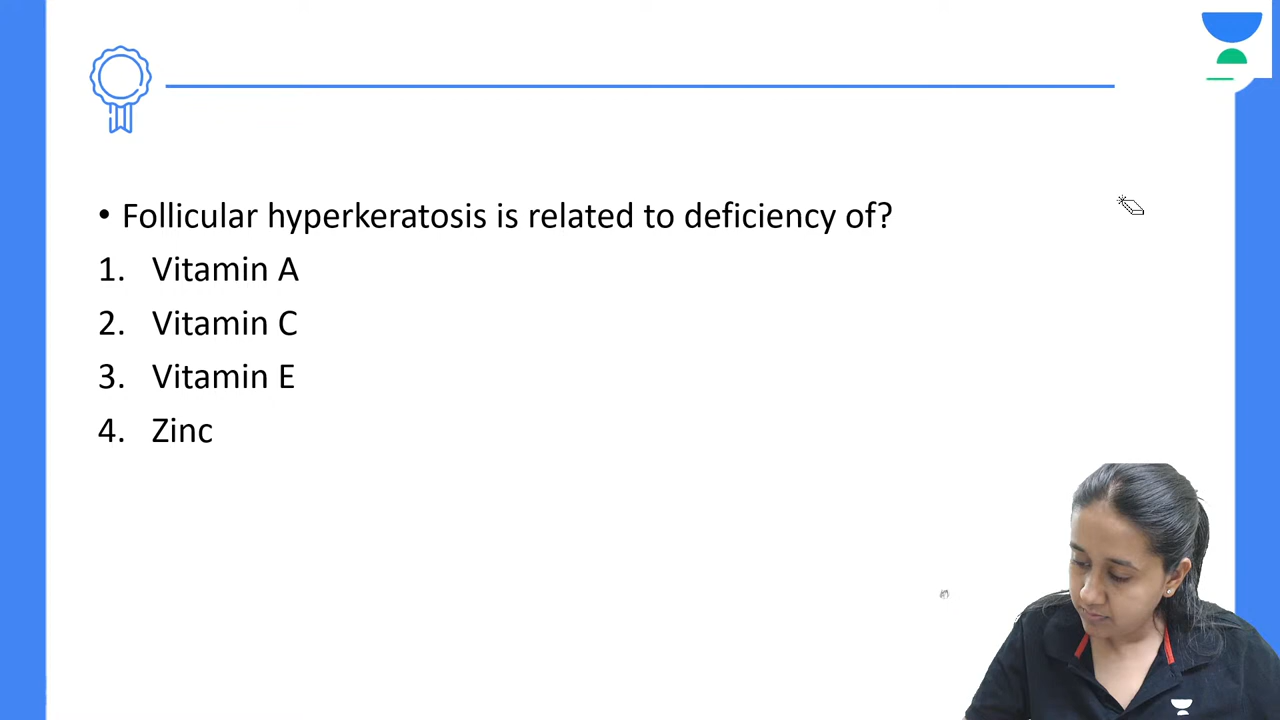 • Follicular hyperkeratosis is related to deficiency of?
1. Vitamin A
2. Vitamin C
3. Vitamin E
4. Zinc